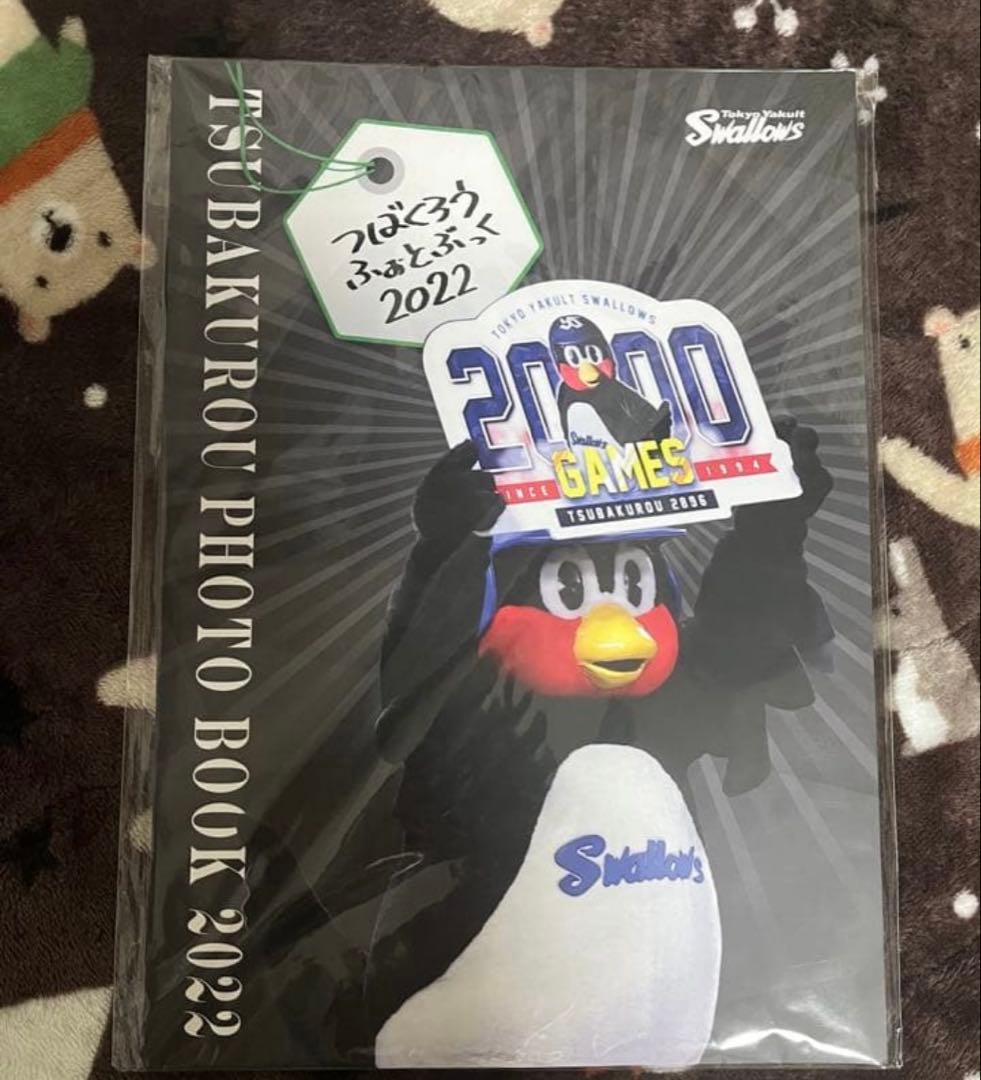 TSUBAKUROU PHOTO BOOK 2022
Tokyo Yakult
Swallows
つばくろう
ふぉとぶっく
2022
TOKYO YAKULT SWALLOWS
2000
Swallows
GAMES
SINCE 1994
TSUBAKUROU 2896
Swallows